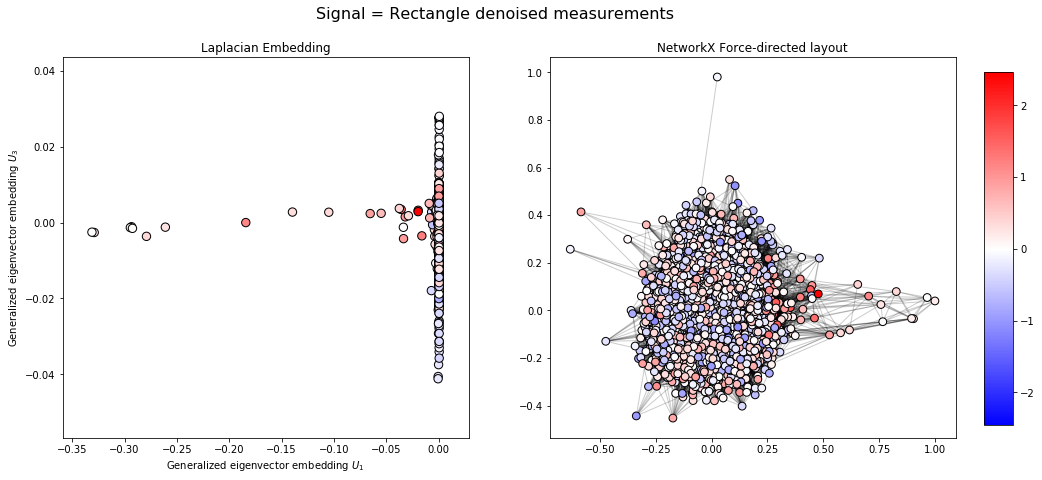 Signal = Rectangle denoised measurements
Laplacian Embedding
0.04
0.02
0.00
−0.02
−0.04
Generalized eigenvector embedding U3
−0.35 −0.30 −0.25 −0.20 −0.15 −0.10 −0.05 0.00
Generalized eigenvector embedding U1
NetworkX Force-directed layout
1.0
0.8
0.6
0.4
0.2
0.0
−0.2
−0.4
−0.50 −0.25 0.00 0.25 0.50 0.75 1.00
2
1
0
−1
−2